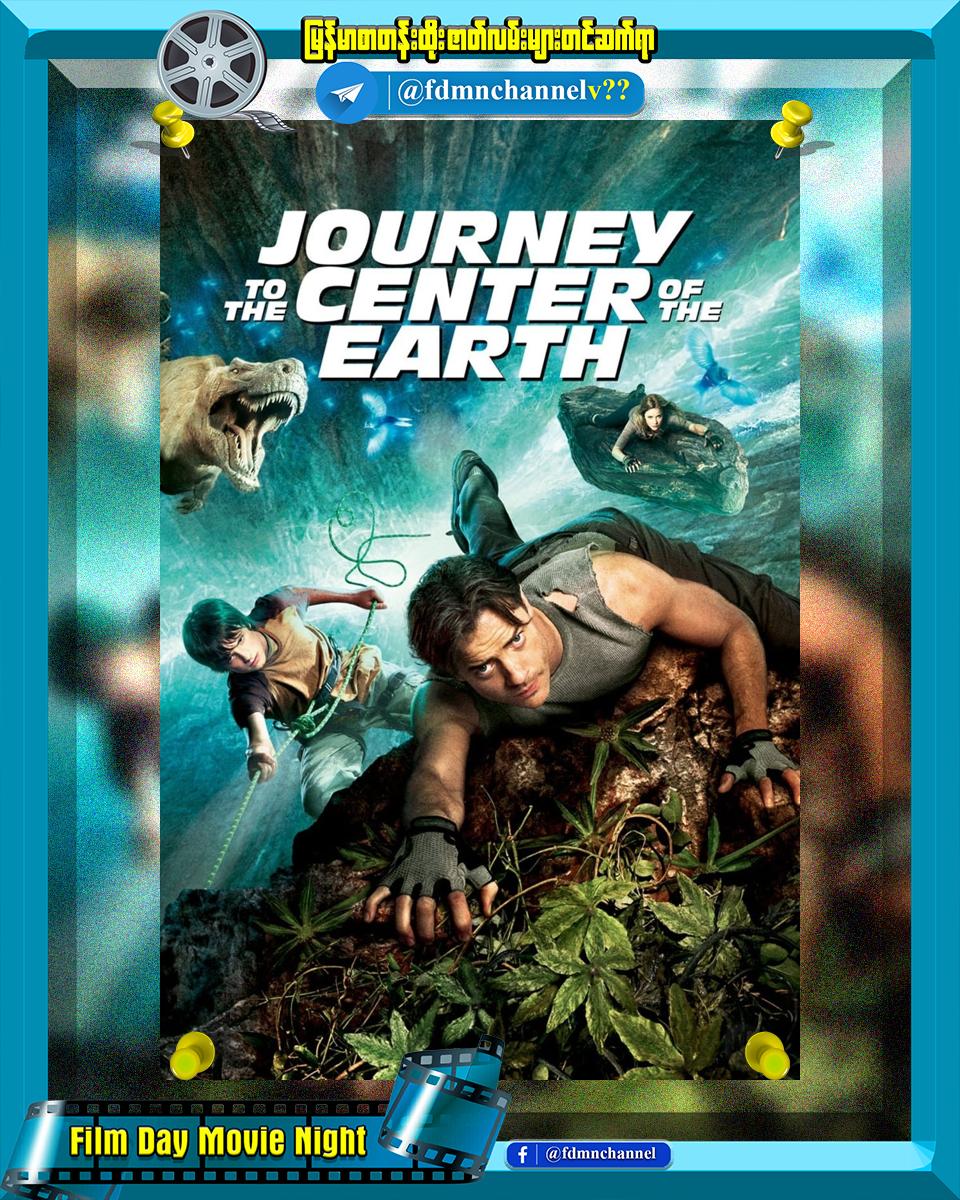 မြန်မာစာတန်းထိုးဇာတ်လမ်းများတင်ဆက်ရာ
@fdmnchannelv??
JOURNEY
TO THE CENTER OF THE
EARTH
Film Day Movie Night
@fdmnchannel